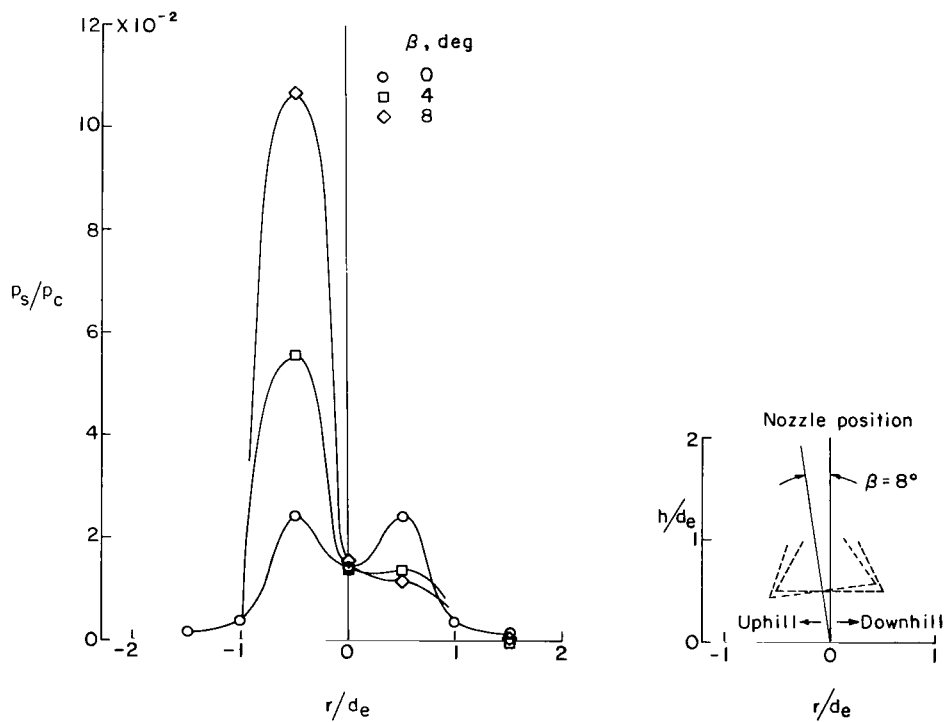 12 ×10⁻²
β, deg
0
4
8
10
8
6
pₛ/p_c
4
2
0
-2 -1 0 1 2
r/dₑ
Nozzle position
2
β = 8°
h/dₑ
1
Uphill Downhill
0
-1 0 1
r/dₑ